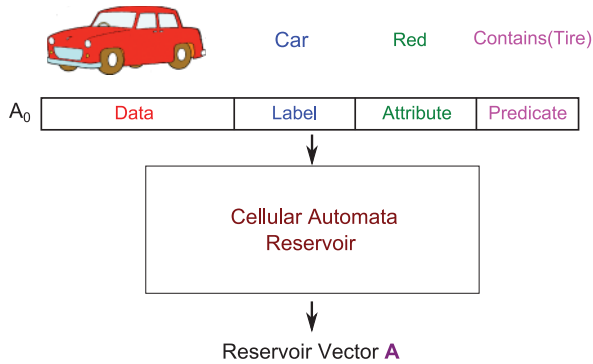 Car Red Contains(Tire)
A₀ Data Label Attribute Predicate
Cellular Automata
Reservoir
Reservoir Vector A